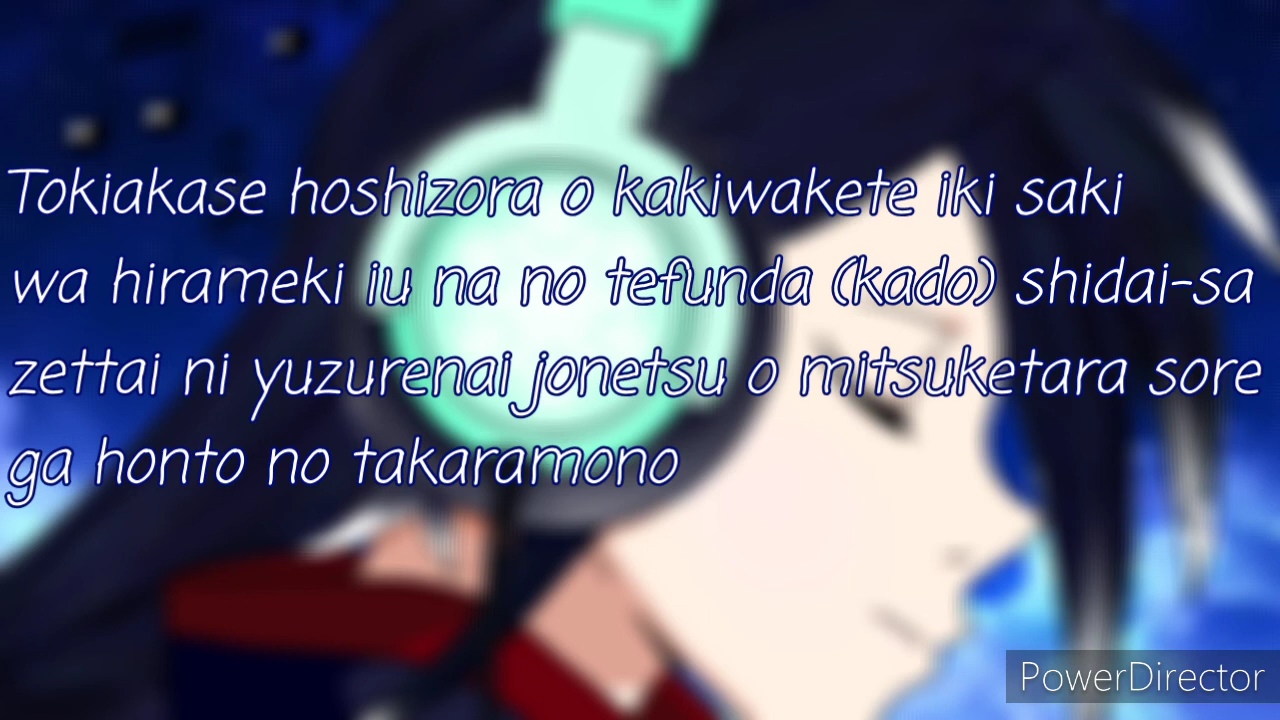 Tokiakase hoshizora o kakiwakete iki saki
wa hirameki iu na no tefunda (kado) shidai-sa
zettai ni yuzurenai jonetsu o mitsuketara sore
ga honto no takaramono
PowerDirector